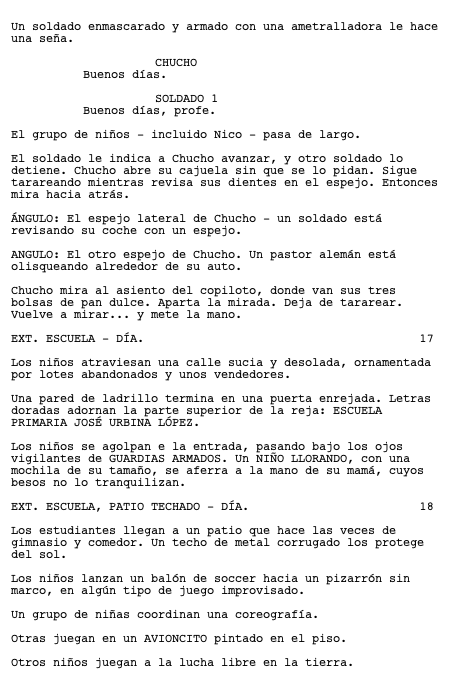 Un soldado enmascarado y armado con una ametralladora le hace
una seña.
CHUCHO
Buenos días.
SOLDADO 1
Buenos días, profe.
El grupo de niños – incluido Nico – pasa de largo.
El soldado le indica a Chucho avanzar, y otro soldado lo
detiene. Chucho abre su cajuela sin que se lo pidan. Sigue
tarareando mientras revisa sus dientes en el espejo. Entonces
mira hacia atrás.
ÁNGULO: El espejo lateral de Chucho – un soldado está
revisando su coche con un espejo.
ANGULO: El otro espejo de Chucho. Un pastor alemán está
olisqueando alrededor de su auto.
Chucho mira al asiento del copiloto, donde van sus tres
bolsas de pan dulce. Aparta la mirada. Deja de tararear.
Vuelve a mirar... y mete la mano.
EXT. ESCUELA – DÍA. 17
Los niños atraviesan una calle sucia y desolada, ornamentada
por lotes abandonados y unos vendedores.
Una pared de ladrillo termina en una puerta enrejada. Letras
doradas adornan la parte superior de la reja: ESCUELA
PRIMARIA JOSÉ URBINA LÓPEZ.
Los niños se agolpan e la entrada, pasando bajo los ojos
vigilantes de GUARDIAS ARMADOS. Un NIÑO LLORANDO, con una
mochila de su tamaño, se aferra a la mano de su mamá, cuyos
besos no lo tranquilizan.
EXT. ESCUELA, PATIO TECHADO – DÍA. 18
Los estudiantes llegan a un patio que hace las veces de
gimnasio y comedor. Un techo de metal corrugado los protege
del sol.
Los niños lanzan un balón de soccer hacia un pizarrón sin
marco, en algún tipo de juego improvisado.
Un grupo de niñas coordinan una coreografía.
Otras juegan en un AVIONCITO pintado en el piso.
Otros niños juegan a la lucha libre en la tierra.